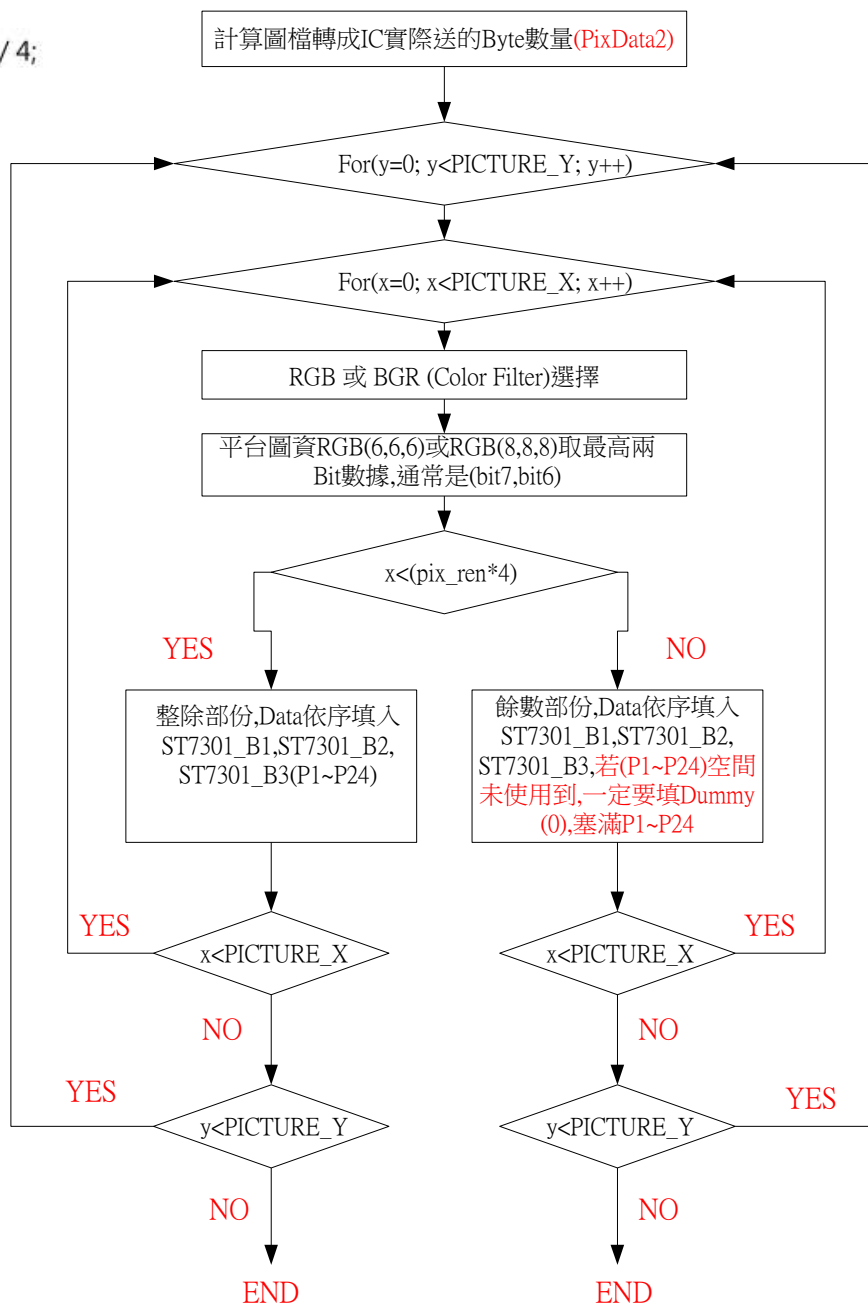 / 4;
計算圖檔轉成IC實際送的Byte數量(PixData2)
For(y=0; y<PICTURE_Y; y++)
For(x=0; x<PICTURE_X; x++)
RGB 或 BGR (Color Filter)選擇
平台圖資RGB(6,6,6)或RGB(8,8,8)取最高兩
Bit數據,通常是(bit7,bit6)
x<(pix_ren*4)
YES
NO
整除部份,Data依序填入
ST7301_B1,ST7301_B2,
ST7301_B3(P1~P24)
餘數部份,Data依序填入
ST7301_B1,ST7301_B2,
ST7301_B3,若(P1~P24)空間
未使用到,一定要填Dummy
(0),塞滿P1~P24
YES
x<PICTURE_X
x<PICTURE_X
YES
NO
NO
YES
y<PICTURE_Y
y<PICTURE_Y
YES
NO
NO
END
END